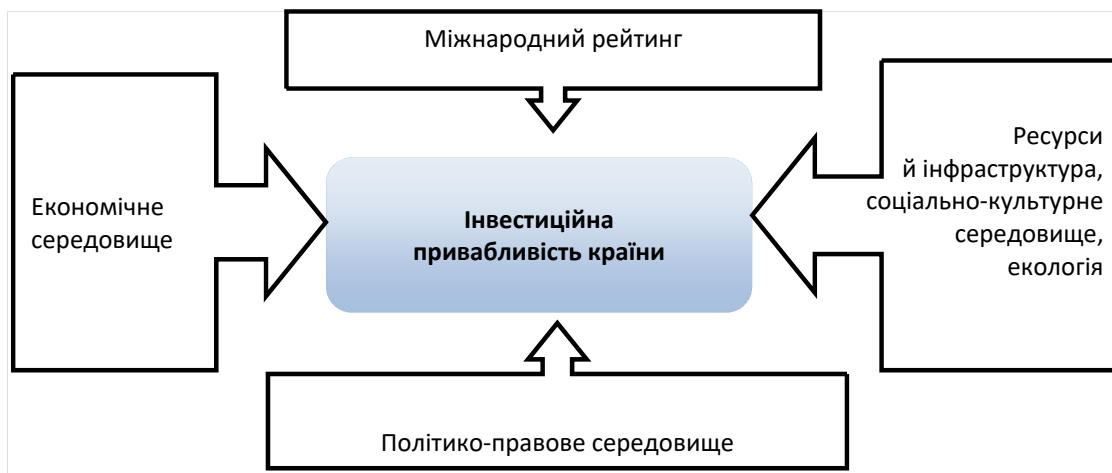 Міжнародний рейтинг
Економічне
середовище
Інвестиційна
привабливість країни
Ресурси
й інфраструктура,
соціально-культурне
середовище,
екологія
Політико-правове середовище